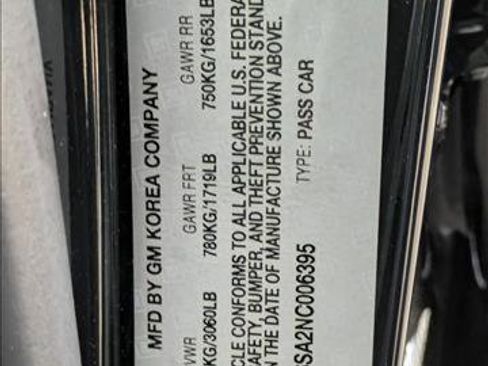 MFD BY GM KOREA COMPANY
GVWR GAWR FRT GAWR RR
KG/3060LB 780KG/1719LB 750KG/1653LB
CLE CONFORMS TO ALL APPLICABLE U.S. FEDERA
AFETY, BUMPER, AND THEFT PREVENTION STAND
N THE DATE OF MANUFACTURE SHOWN ABOVE.
SA2NC006395 TYPE: PASS CAR